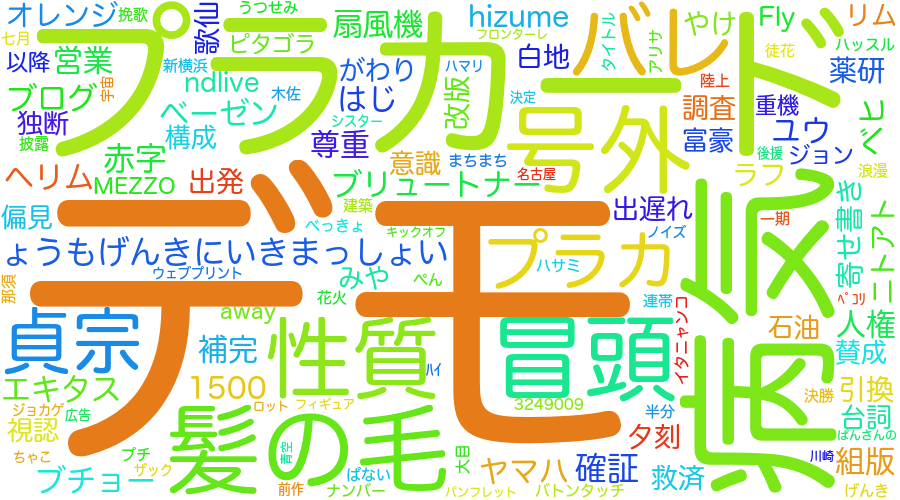 オレンジ
挽歌
プラカード
歌仙
うつせみ
扇風機
hizume
フロンターレ
バレー
タイトル
アリサ
やけ
Fly
徒花
リム
ハッスル
七月
以降
営業
宇宙
新横浜
ピタゴラ
ndlive
木佐
がわり
はじ
ハマリ
改版
白地
決定
号外
陸上
調査
重機
薬研
ブログ
ベーゼン
独断
披露
構成
シスター
尊重
富豪
ユウ
後援
ジョン
ベヒ
赤字
ヘリム
MEZZO
出発
意識
まちまち
名古屋
ブリュートナー
ラフ
浪漫
偏見
デモ
建築
べっきょ
キックオフ
出遅れ
ノイズ
病気
一期
寄せ書き
ニトアト
ょうもげんきにいきまっしょい
プラカ
ウェブプリント
ハサミ
那須
みや
ぺん
花火
away
連帯
イタニャンコ
ペコリ
貞宗
補完
性質
冒頭
石油
人権
賛成
エキタス
1500
ハイ
ジョカゲ
広告
ロット
フィギュア
3249009
半分
決勝
引換
台詞
視認
髪の毛
夕刻
ぱんさんの
ちゃこ
プチ
ザック
青空
大目
ヤマハ
確証
救済
川崎
組版
ブチョー
前作
ぱない
ナンバー
パンフレット
バトンタッチ
げんき